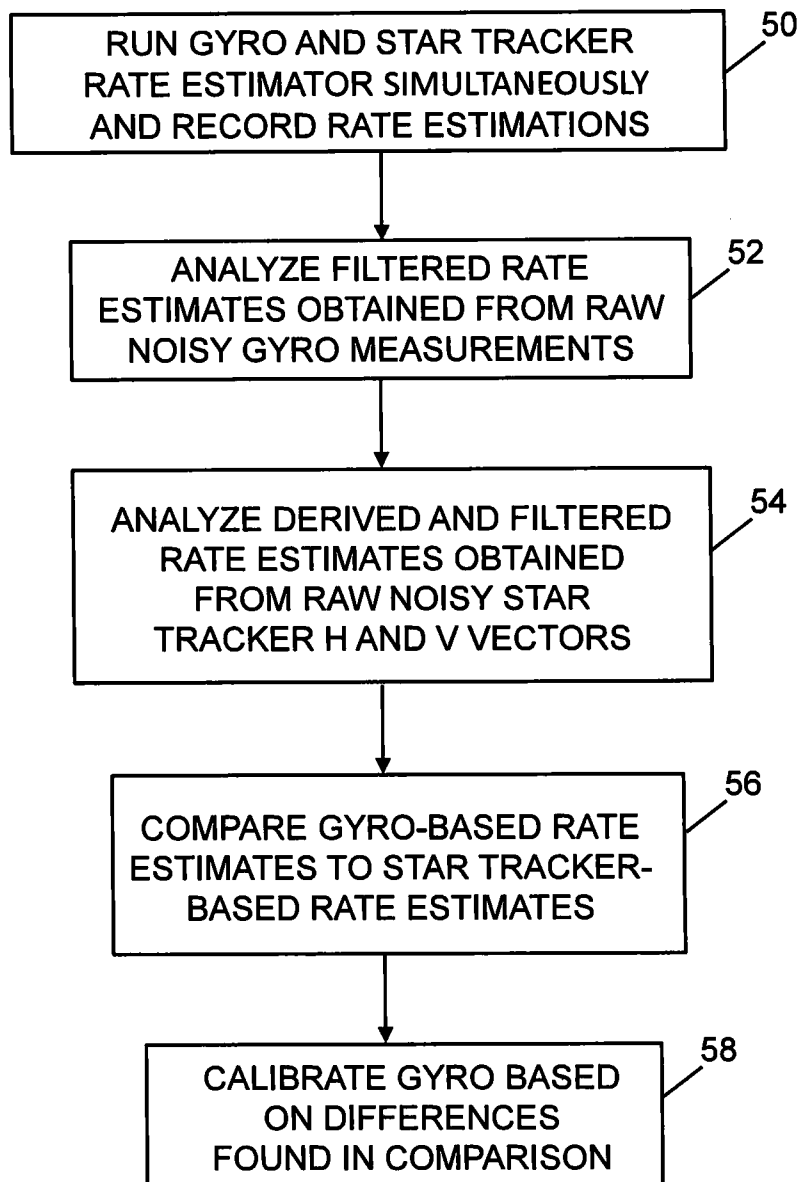 RUN GYRO AND STAR TRACKER
RATE ESTIMATOR SIMULTANEOUSLY
AND RECORD RATE ESTIMATIONS
50
ANALYZE FILTERED RATE
ESTIMATES OBTAINED FROM RAW
NOISY GYRO MEASUREMENTS
52
ANALYZE DERIVED AND FILTERED
RATE ESTIMATES OBTAINED
FROM RAW NOISY STAR
TRACKER H AND V VECTORS
54
COMPARE GYRO-BASED RATE
ESTIMATES TO STAR TRACKER-
BASED RATE ESTIMATES
56
CALIBRATE GYRO BASED
ON DIFFERENCES
FOUND IN COMPARISON
58